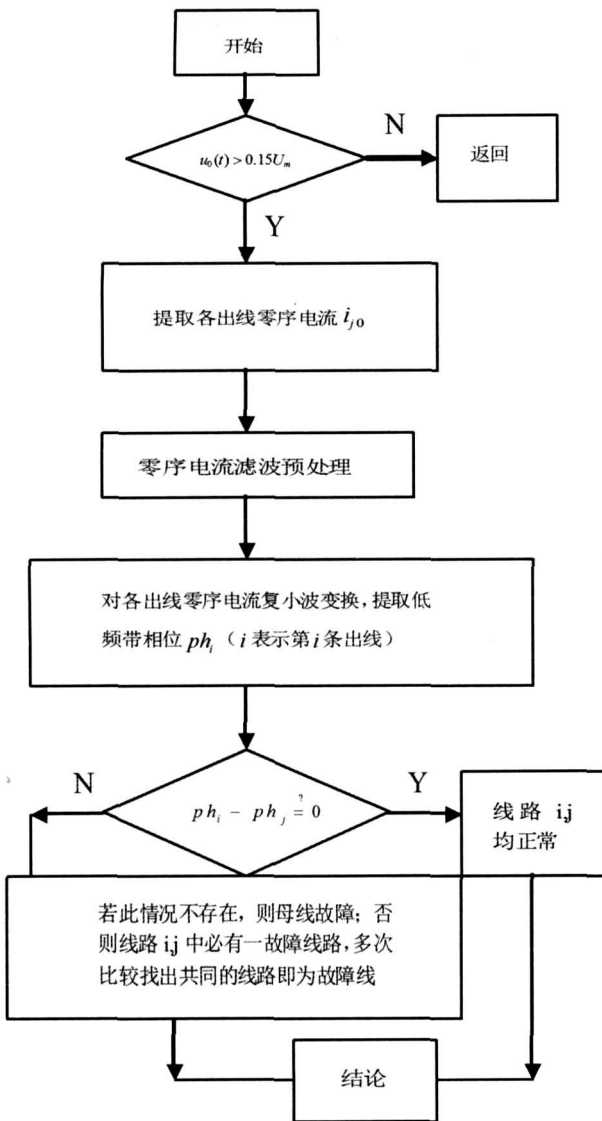 开始
u₀(t)>0.15Uₘ
N
返回
Y
提取各出线零序电流 i_{j0}
零序电流滤波预处理
对各出线零序电流复小波变换，提取低
频带相位 ph_i （i 表示第 i 条出线）
N
Y
ph_i − ph_j =? 0
线路 i,j
均正常
若此情况不存在，则母线故障；否
则线路 i,j 中必有一故障线路，多次
比较找出共同的线路即为故障线
结论